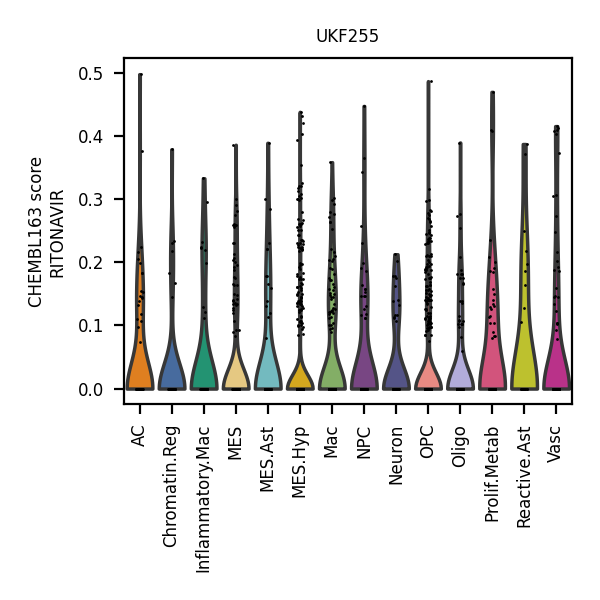 UKF255
CHEMBL163 score
RITONAVIR
0.5
0.4
0.3
0.2
0.1
0.0
AC
Chromatin.Reg
Inflammatory.Mac
MES
MES.Ast
MES.Hyp
Mac
NPC
Neuron
OPC
Oligo
Prolif.Metab
Reactive.Ast
Vasc